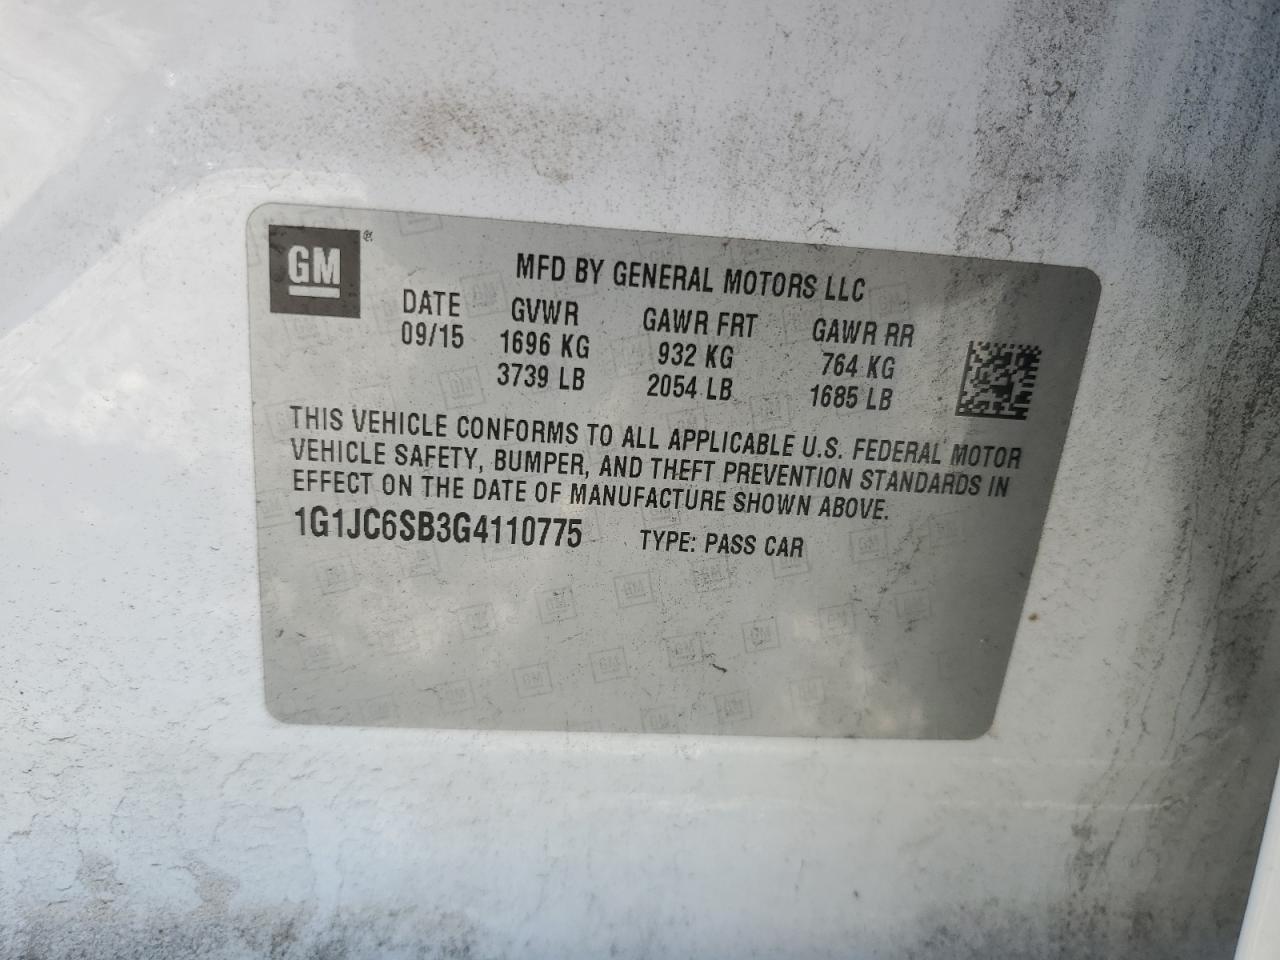 GM®
MFD BY GENERAL MOTORS LLC
DATE GVWR GAWR FRT GAWR RR
09/15 1696 KG 932 KG 764 KG
3739 LB 2054 LB 1685 LB
THIS VEHICLE CONFORMS TO ALL APPLICABLE U.S. FEDERAL MOTOR
VEHICLE SAFETY, BUMPER, AND THEFT PREVENTION STANDARDS IN
EFFECT ON THE DATE OF MANUFACTURE SHOWN ABOVE.
1G1JC6SB3G4110775 TYPE: PASS CAR